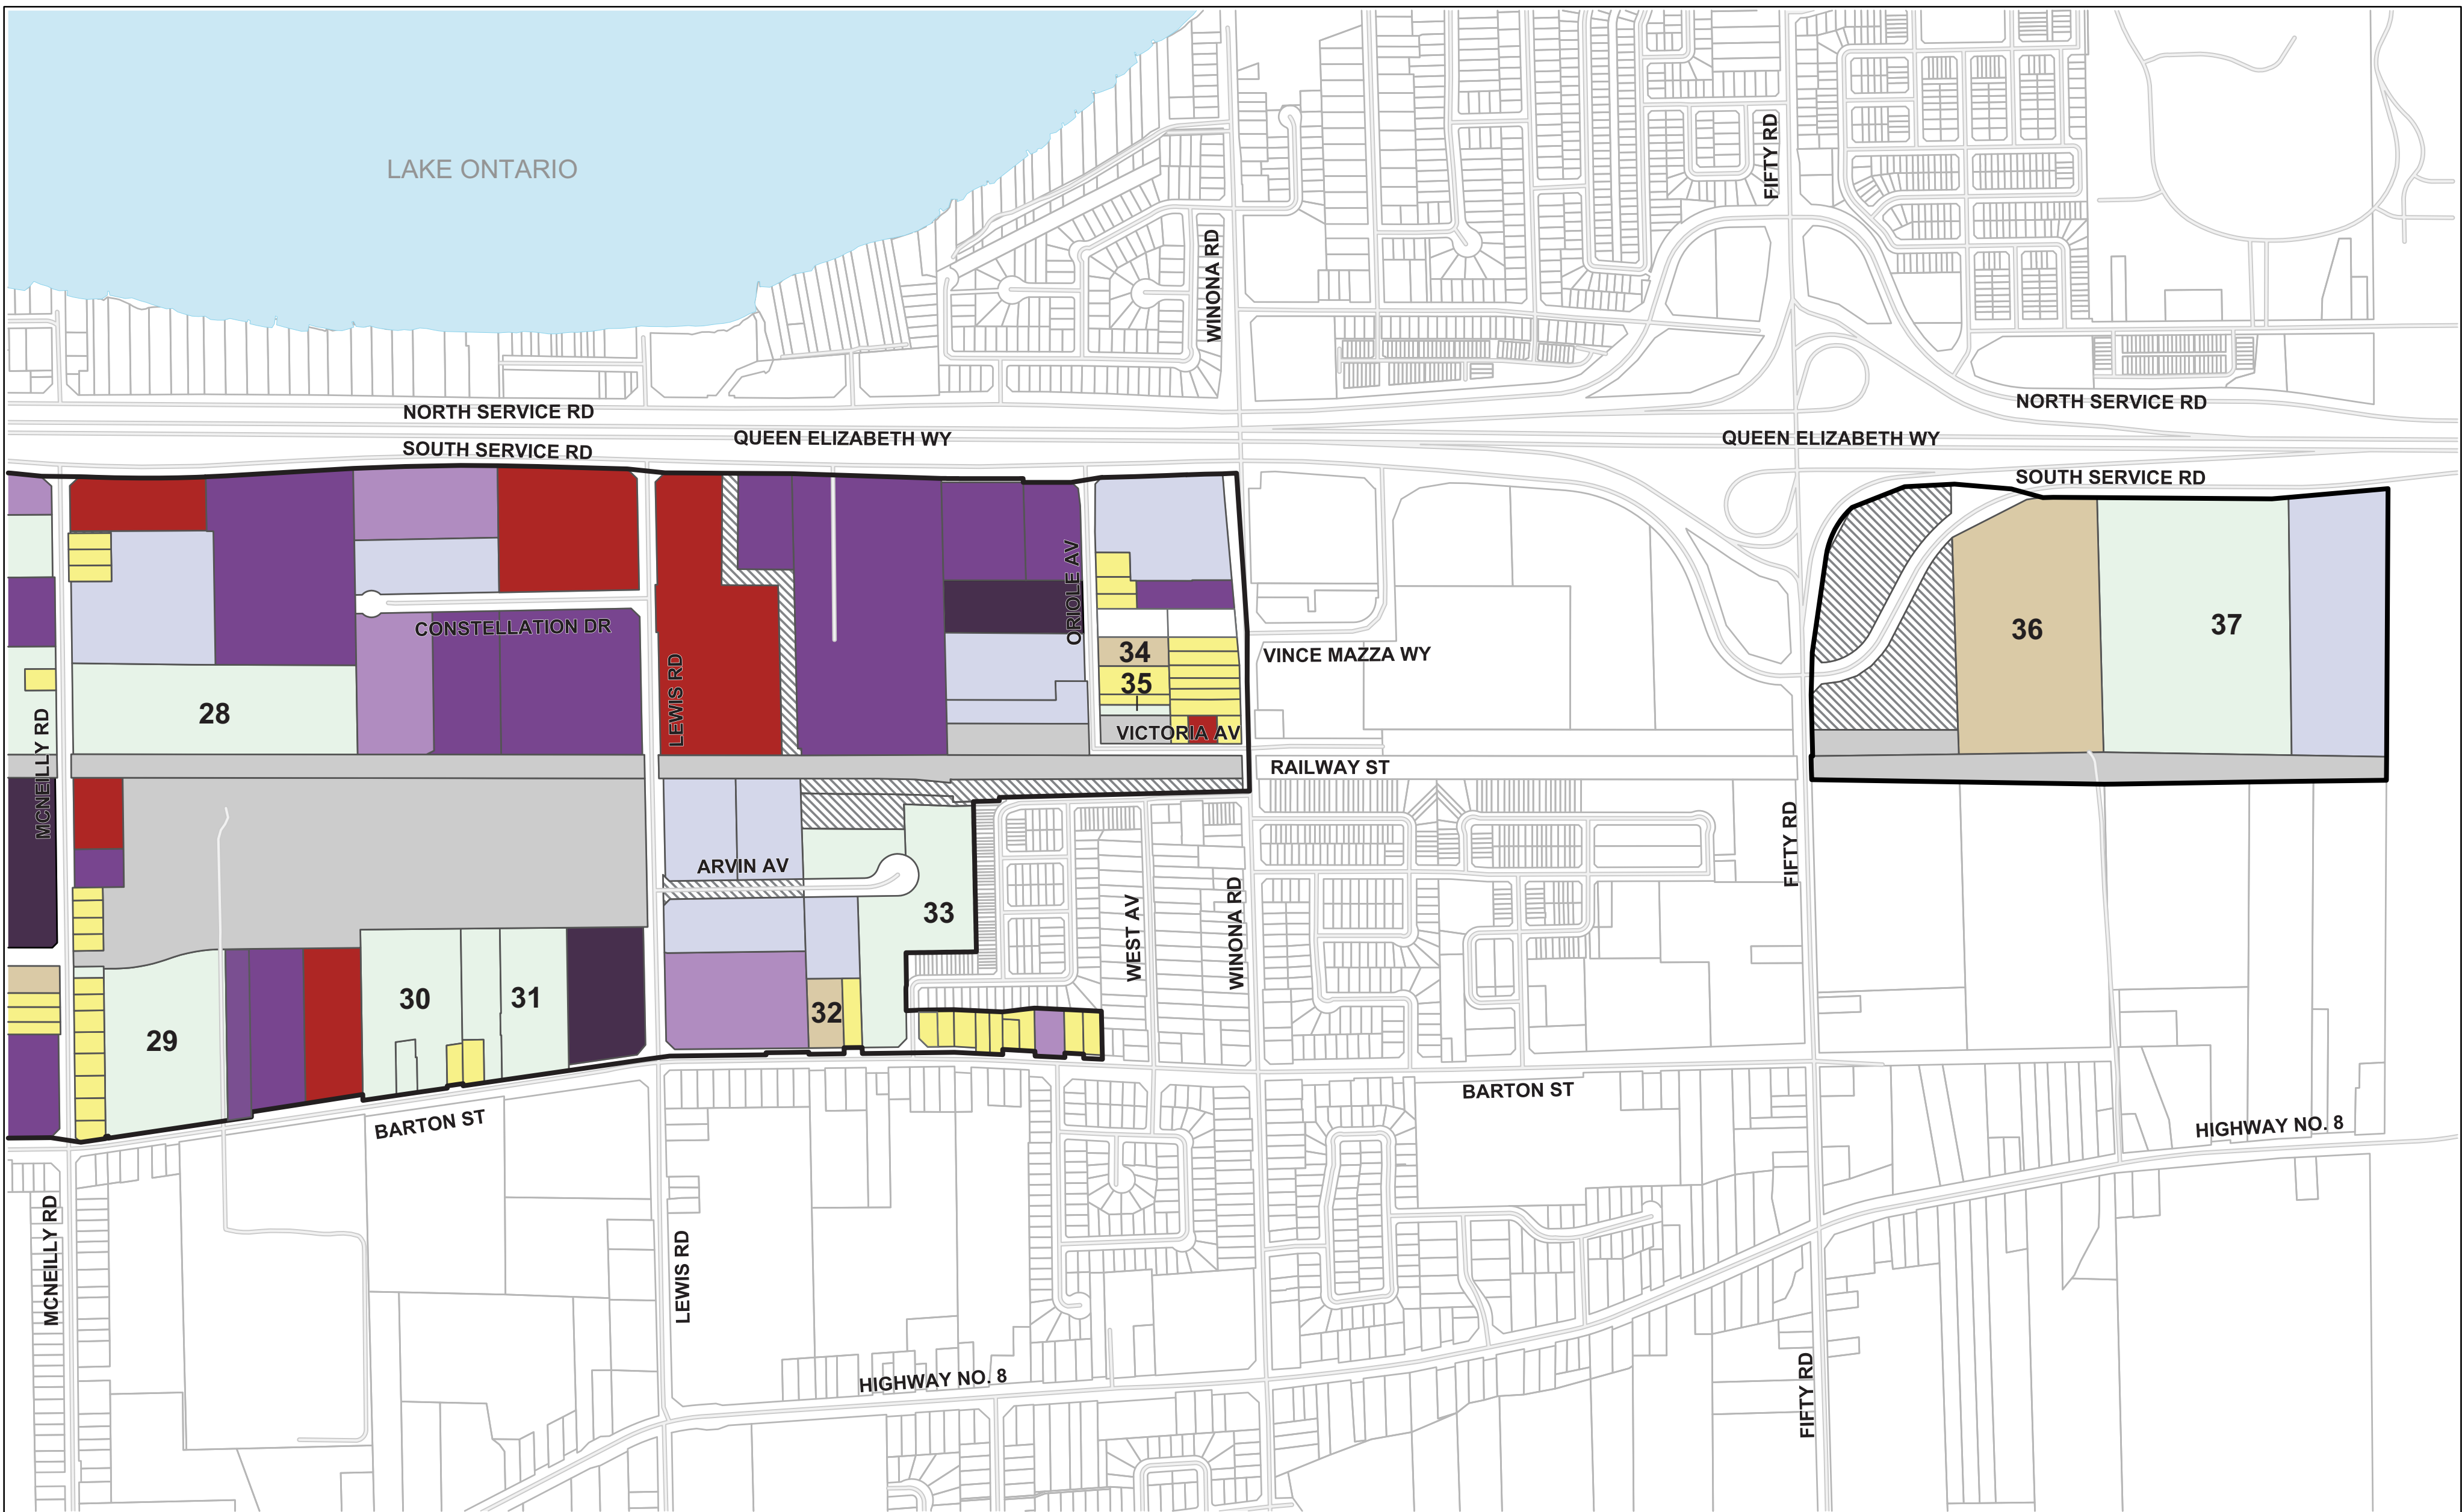 LAKE ONTARIO
FIFTY RD
WINONA RD
NORTH SERVICE RD
NORTH SERVICE RD
QUEEN ELIZABETH WY
QUEEN ELIZABETH WY
SOUTH SERVICE RD
SOUTH SERVICE RD
ORIOLE AV
CONSTELLATION DR
36
37
34
VINCE MAZZA WY
35
LEWIS RD
28
MCNEILLY RD
VICTORIA AV
RAILWAY ST
FIFTY RD
ARVIN AV
33
WEST AV
WINONA RD
30
31
32
29
BARTON ST
BARTON ST
HIGHWAY NO. 8
MCNEILLY RD
LEWIS RD
HIGHWAY NO. 8
FIFTY RD